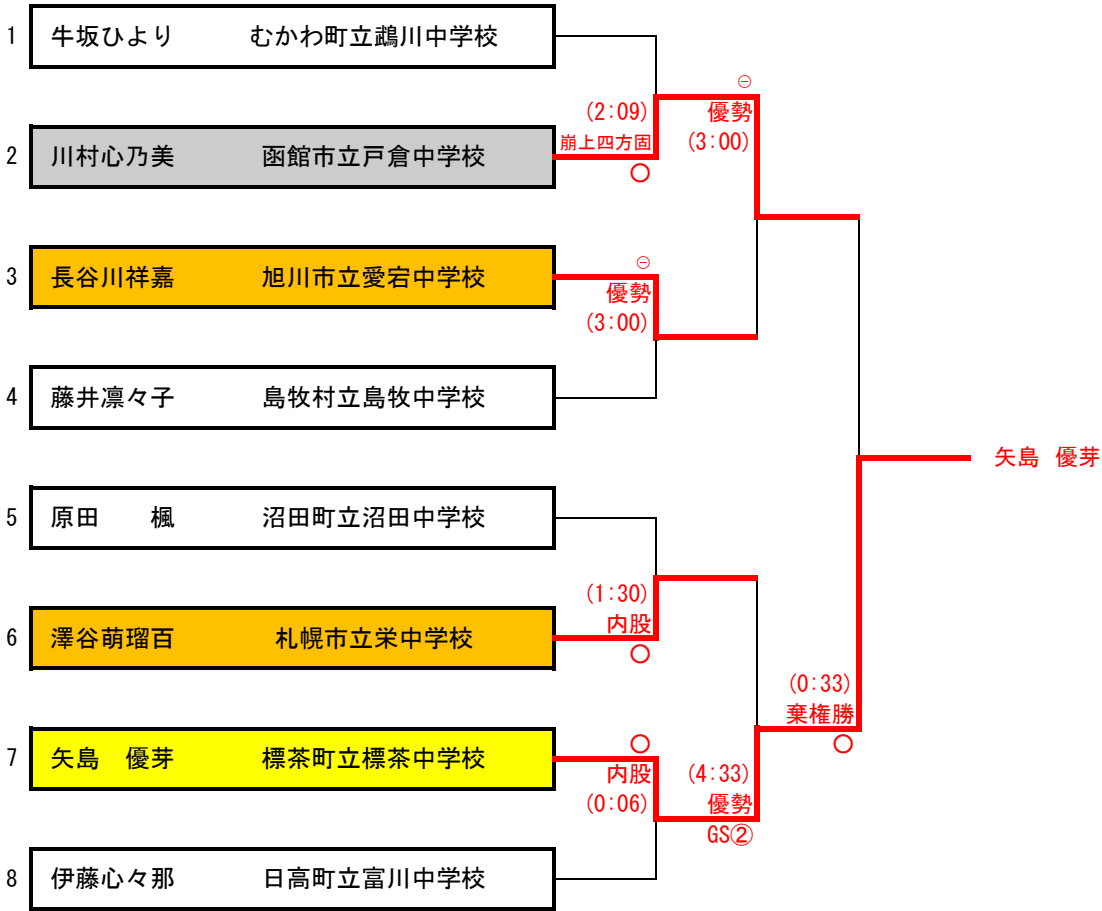 1 牛坂ひより むかわ町立鵡川中学校
⊖
(2:09) 優勢
崩上四方固 (3:00)
2 川村心乃美 函館市立戸倉中学校
○
3 長谷川祥嘉 旭川市立愛宕中学校
⊖
優勢
(3:00)
4 藤井凛々子 島牧村立島牧中学校
矢島 優芽
5 原田 楓 沼田町立沼田中学校
(1:30)
内股
6 澤谷萌瑠百 札幌市立栄中学校
○
(0:33)
棄権勝
○
7 矢島 優芽 標茶町立標茶中学校
○
内股 (4:33)
(0:06) 優勢
GS②
8 伊藤心々那 日高町立富川中学校